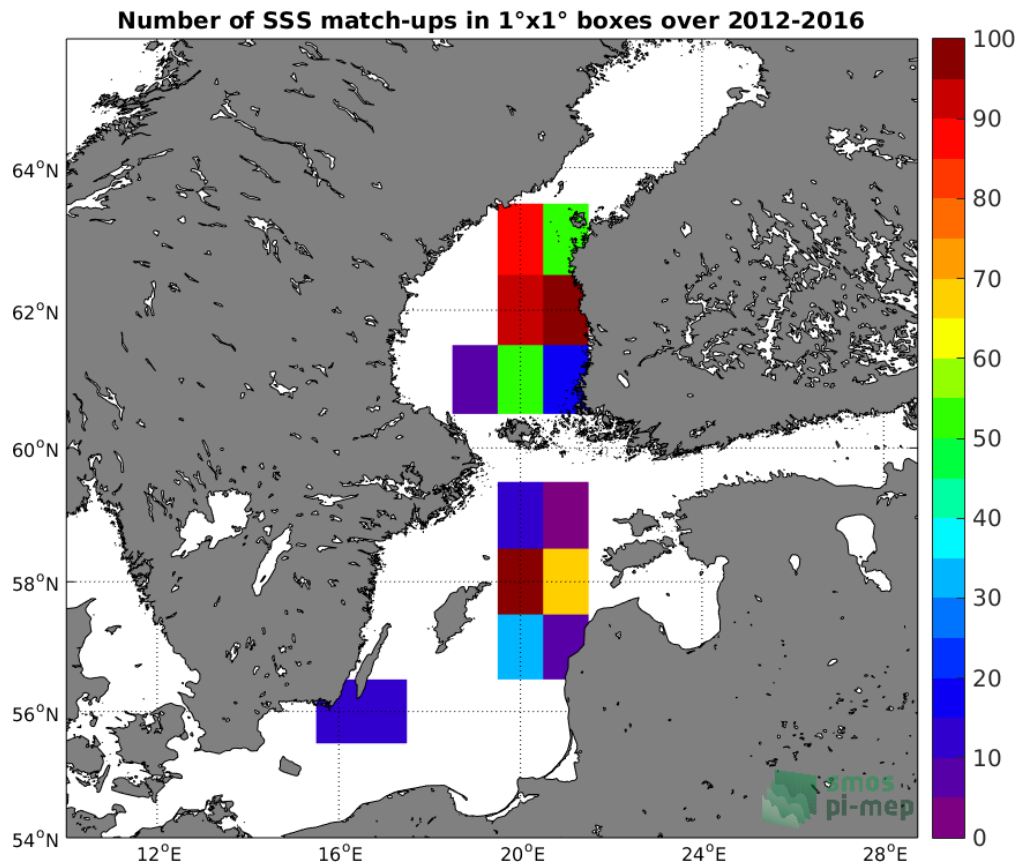 Number of SSS match-ups in 1°x1° boxes over 2012-2016
64°N
62°N
60°N
58°N
56°N
54°N
12°E
16°E
20°E
24°E
28°E
100
90
80
70
60
50
40
30
20
10
0
smos
pi-mep